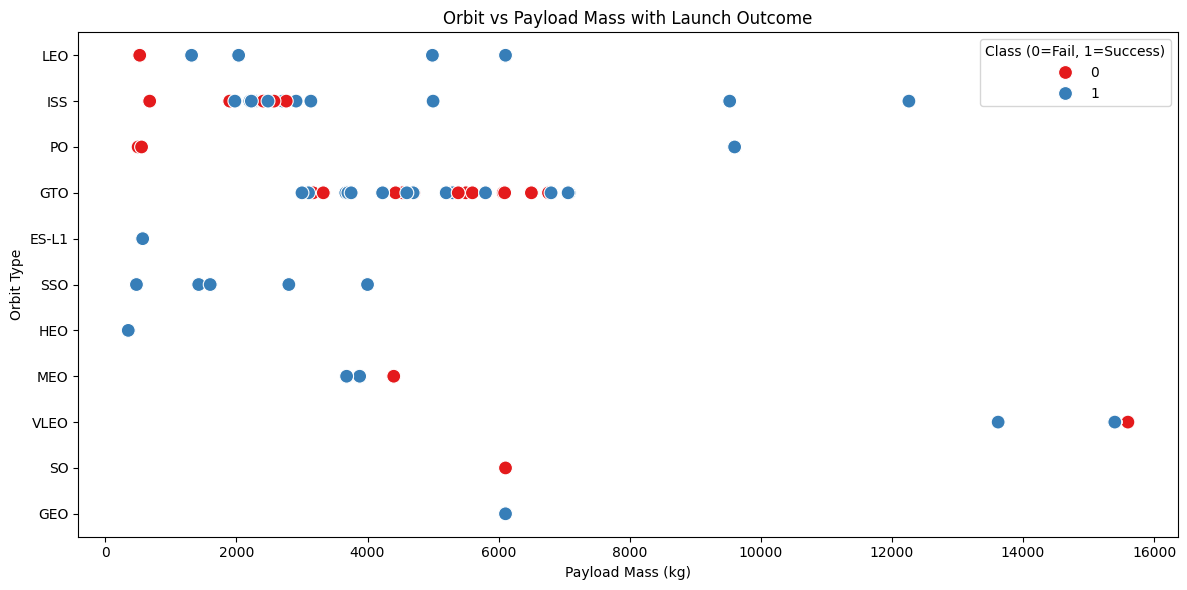 Orbit vs Payload Mass with Launch Outcome
Class (0=Fail, 1=Success)
0
1
Orbit Type
LEO
ISS
PO
GTO
ES-L1
SSO
HEO
MEO
VLEO
SO
GEO
0 2000 4000 6000 8000 10000 12000 14000 16000
Payload Mass (kg)